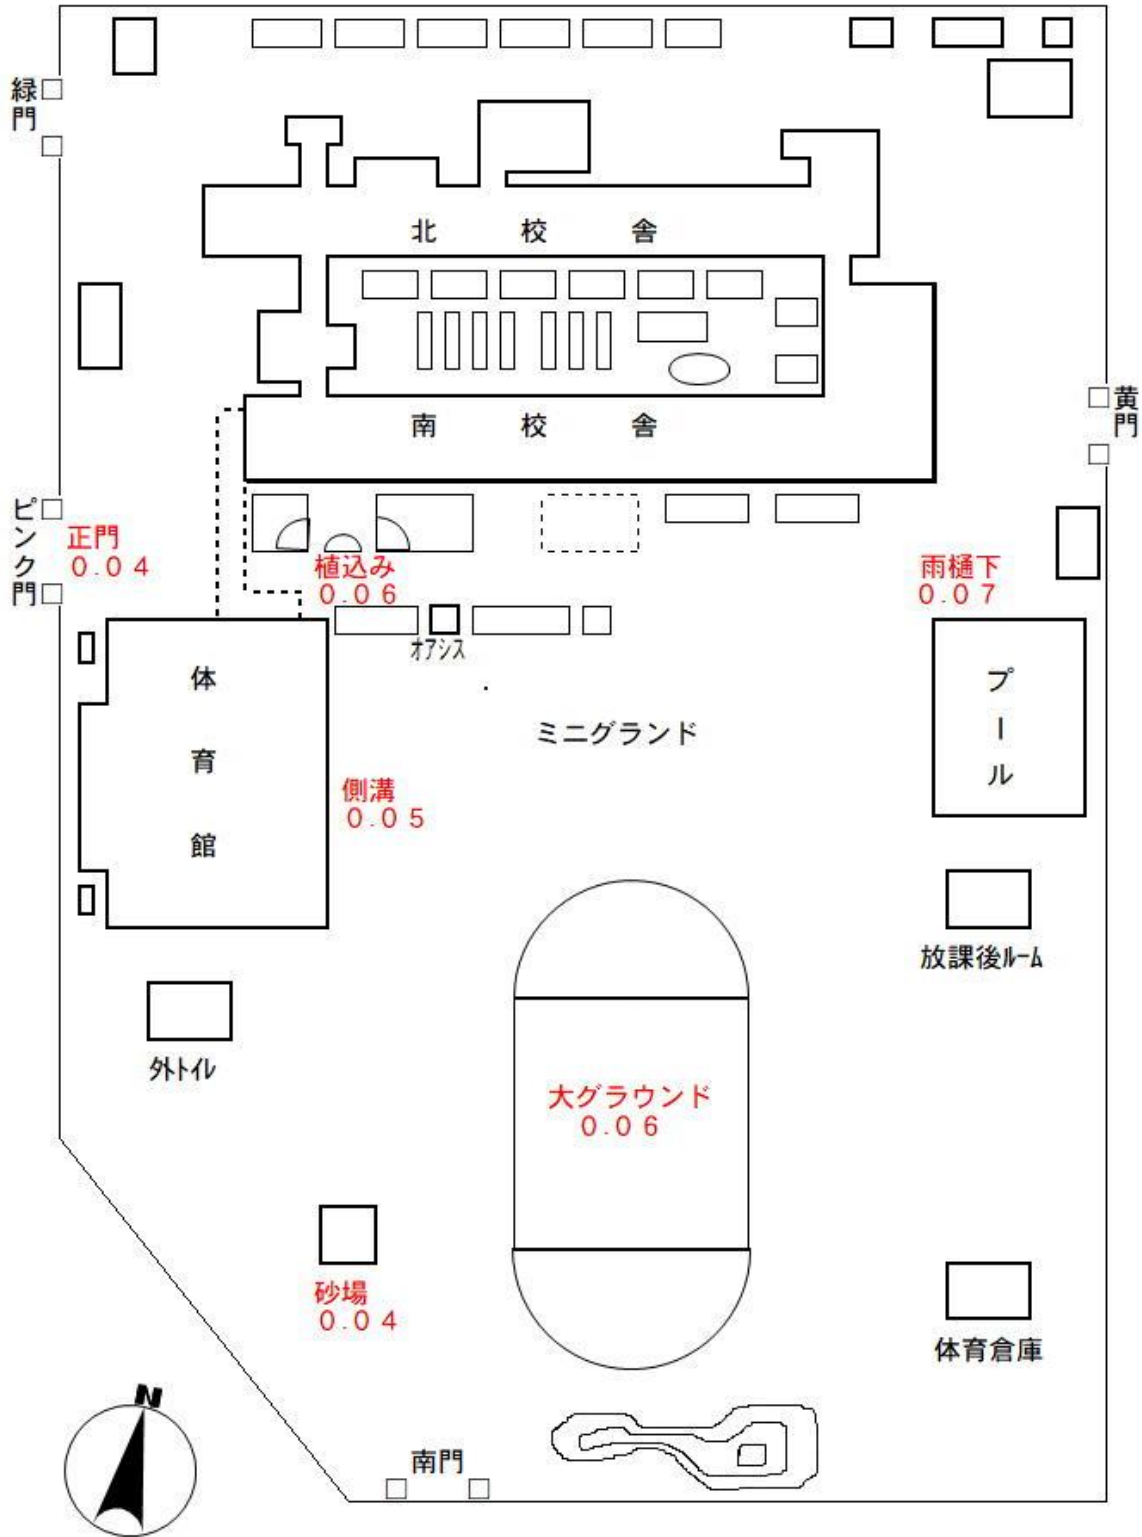 緑門
北校舎
南校舎
黄門
ピンク門
正門
0.04
植込み
0.06
雨樋下
0.07
オアシス
体育館
ミニグランド
プール
側溝
0.05
放課後ルーム
外トイレ
大グラウンド
0.06
砂場
0.04
体育倉庫
N
南門